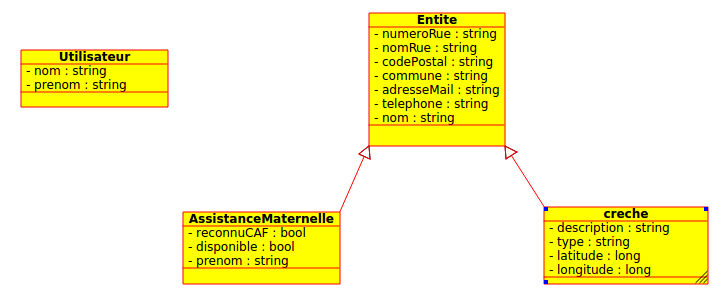 Utilisateur
- nom : string
- prenom : string
Entite
- numeroRue : string
- nomRue : string
- codePostal : string
- commune : string
- adresseMail : string
- telephone : string
- nom : string
AssistanceMaternelle
- reconnuCAF : bool
- disponible : bool
- prenom : string
creche
- description : string
- type : string
- latitude : long
- longitude : long